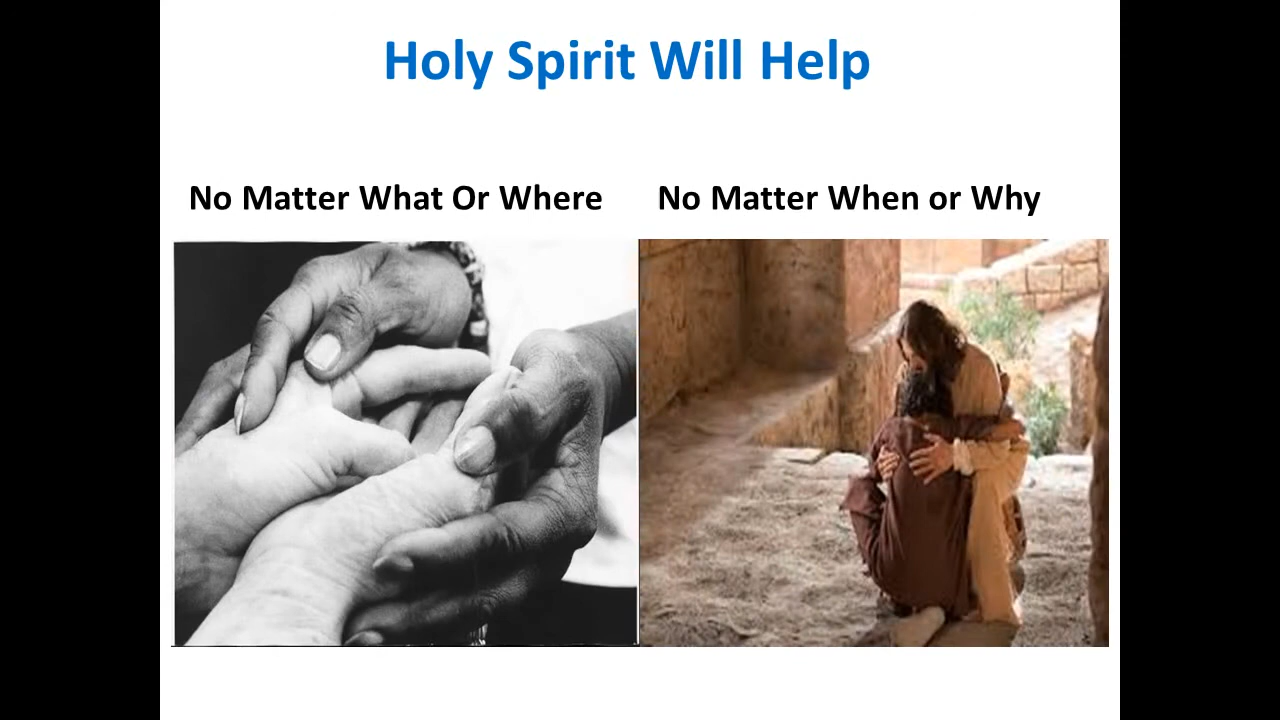 Holy Spirit Will Help
No Matter What Or Where
No Matter When or Why